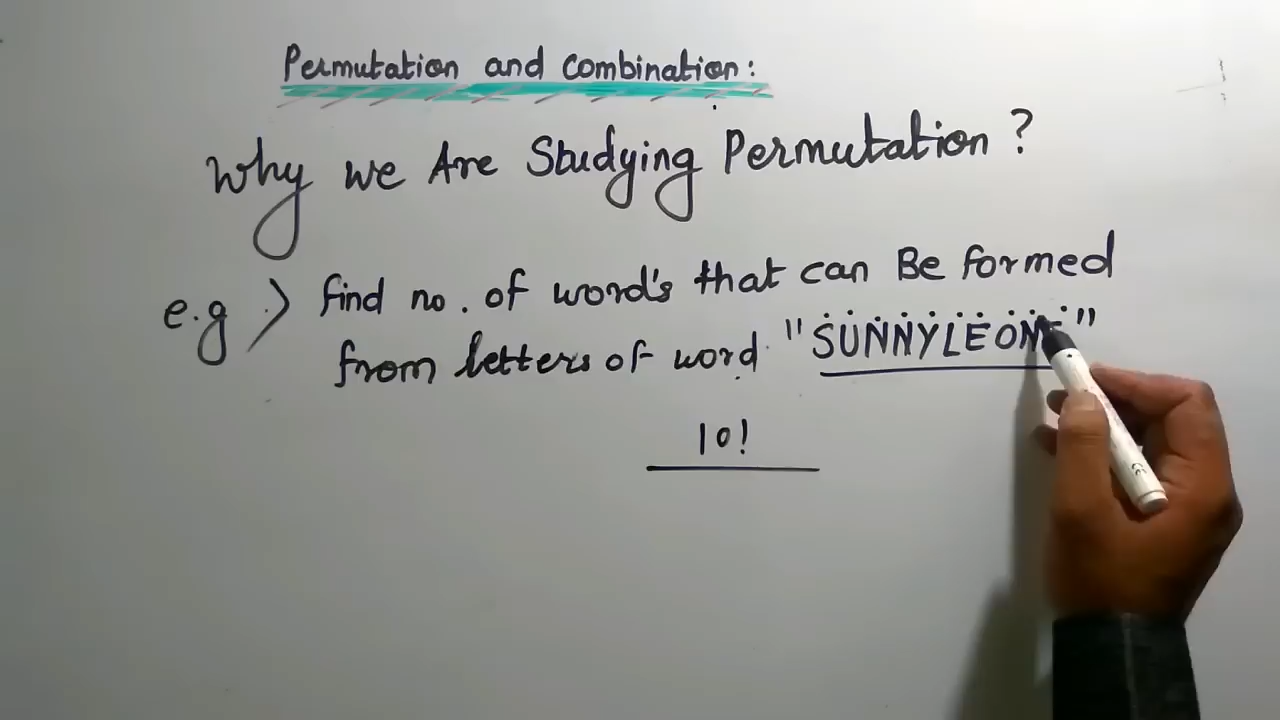 Permutation and Combination:
Why We Are Studying Permutation ?
e.g > find no. of word's that can Be formed
from letters of word "SUNNYLEONE"
10!